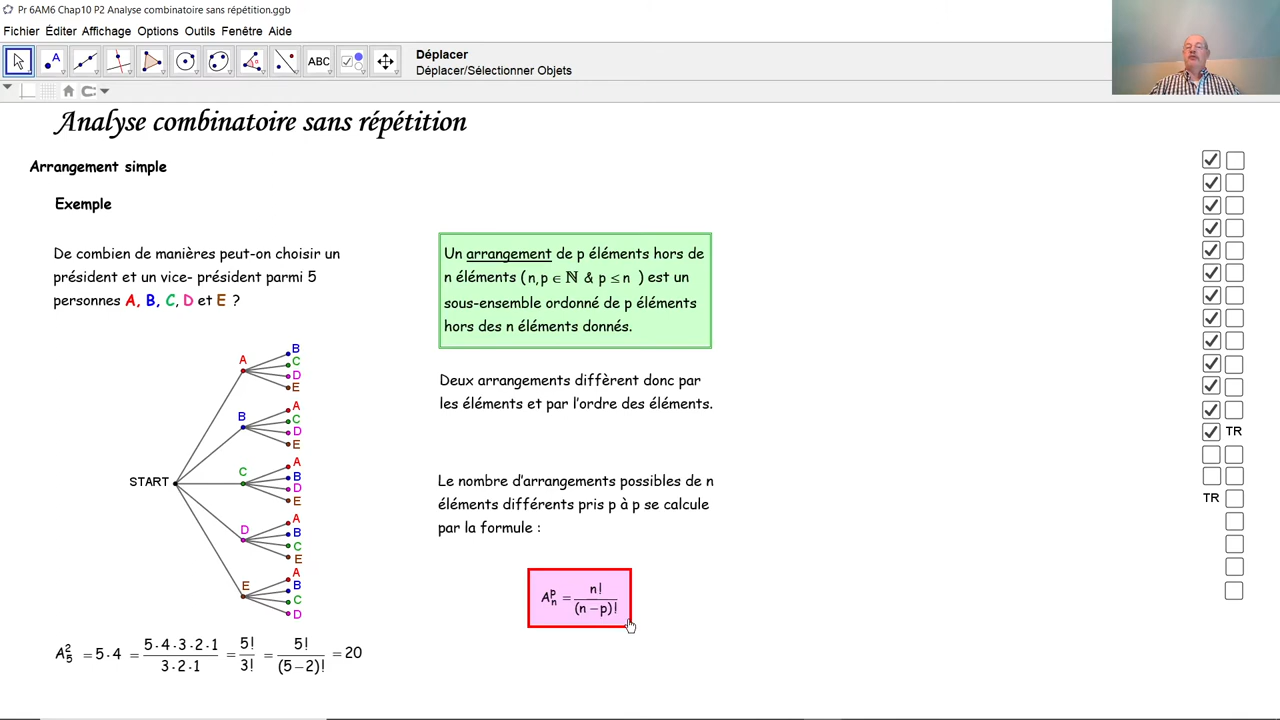 Pr 6AM6 Chap10 P2 Analyse combinatoire sans répétition.ggb
Fichier Éditer Affichage Options Outils Fenêtre Aide
A
ABC
Déplacer
Déplacer/Sélectionner Objets
Analyse combinatoire sans répétition
Arrangement simple
Exemple
De combien de manières peut-on choisir un
président et un vice- président parmi 5
personnes A, B, C, D et E ?
START
A
B
C
D
E
B
A
C
D
E
C
A
B
D
E
D
A
B
C
E
E
A
B
C
D
A₅² = 5·4 = 5·4·3·2·1 / 3·2·1 = 5! / 3! = 5! / (5−2)! = 20
Un arrangement de p éléments hors de
n éléments ( n,p ∈ ℕ & p ≤ n ) est un
sous-ensemble ordonné de p éléments
hors des n éléments donnés.
Deux arrangements diffèrent donc par
les éléments et par l'ordre des éléments.
Le nombre d'arrangements possibles de n
éléments différents pris p à p se calcule
par la formule :
Aₙᵖ = n! / (n−p)!
TR
TR